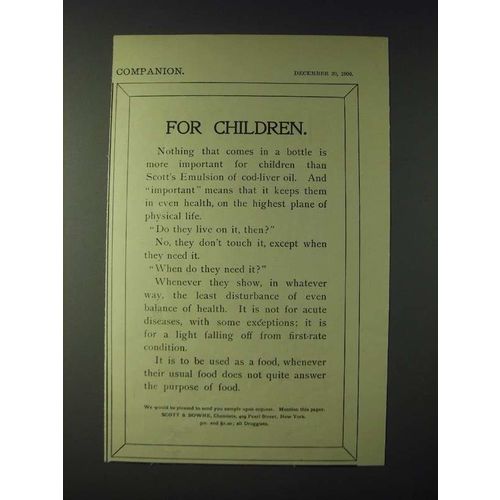 COMPANION.
DECEMBER 20, 1900.
FOR CHILDREN.
Nothing that comes in a bottle is
more important for children than
Scott's Emulsion of cod-liver oil. And
"important" means that it keeps them
in even health, on the highest plane of
physical life.
"Do they live on it, then?"
No, they don't touch it, except when
they need it.
"When do they need it?"
Whenever they show, in whatever
way, the least disturbance of even
balance of health. It is not for acute
diseases, with some exceptions; it is
for a light falling off from first-rate
condition.
It is to be used as a food, whenever
their usual food does not quite answer
the purpose of food.
We would be pleased to send you sample upon request. Mention this paper.
SCOTT & BOWNE, Chemists, 409 Pearl Street, New York.
50c. and $1.00; all Druggists.